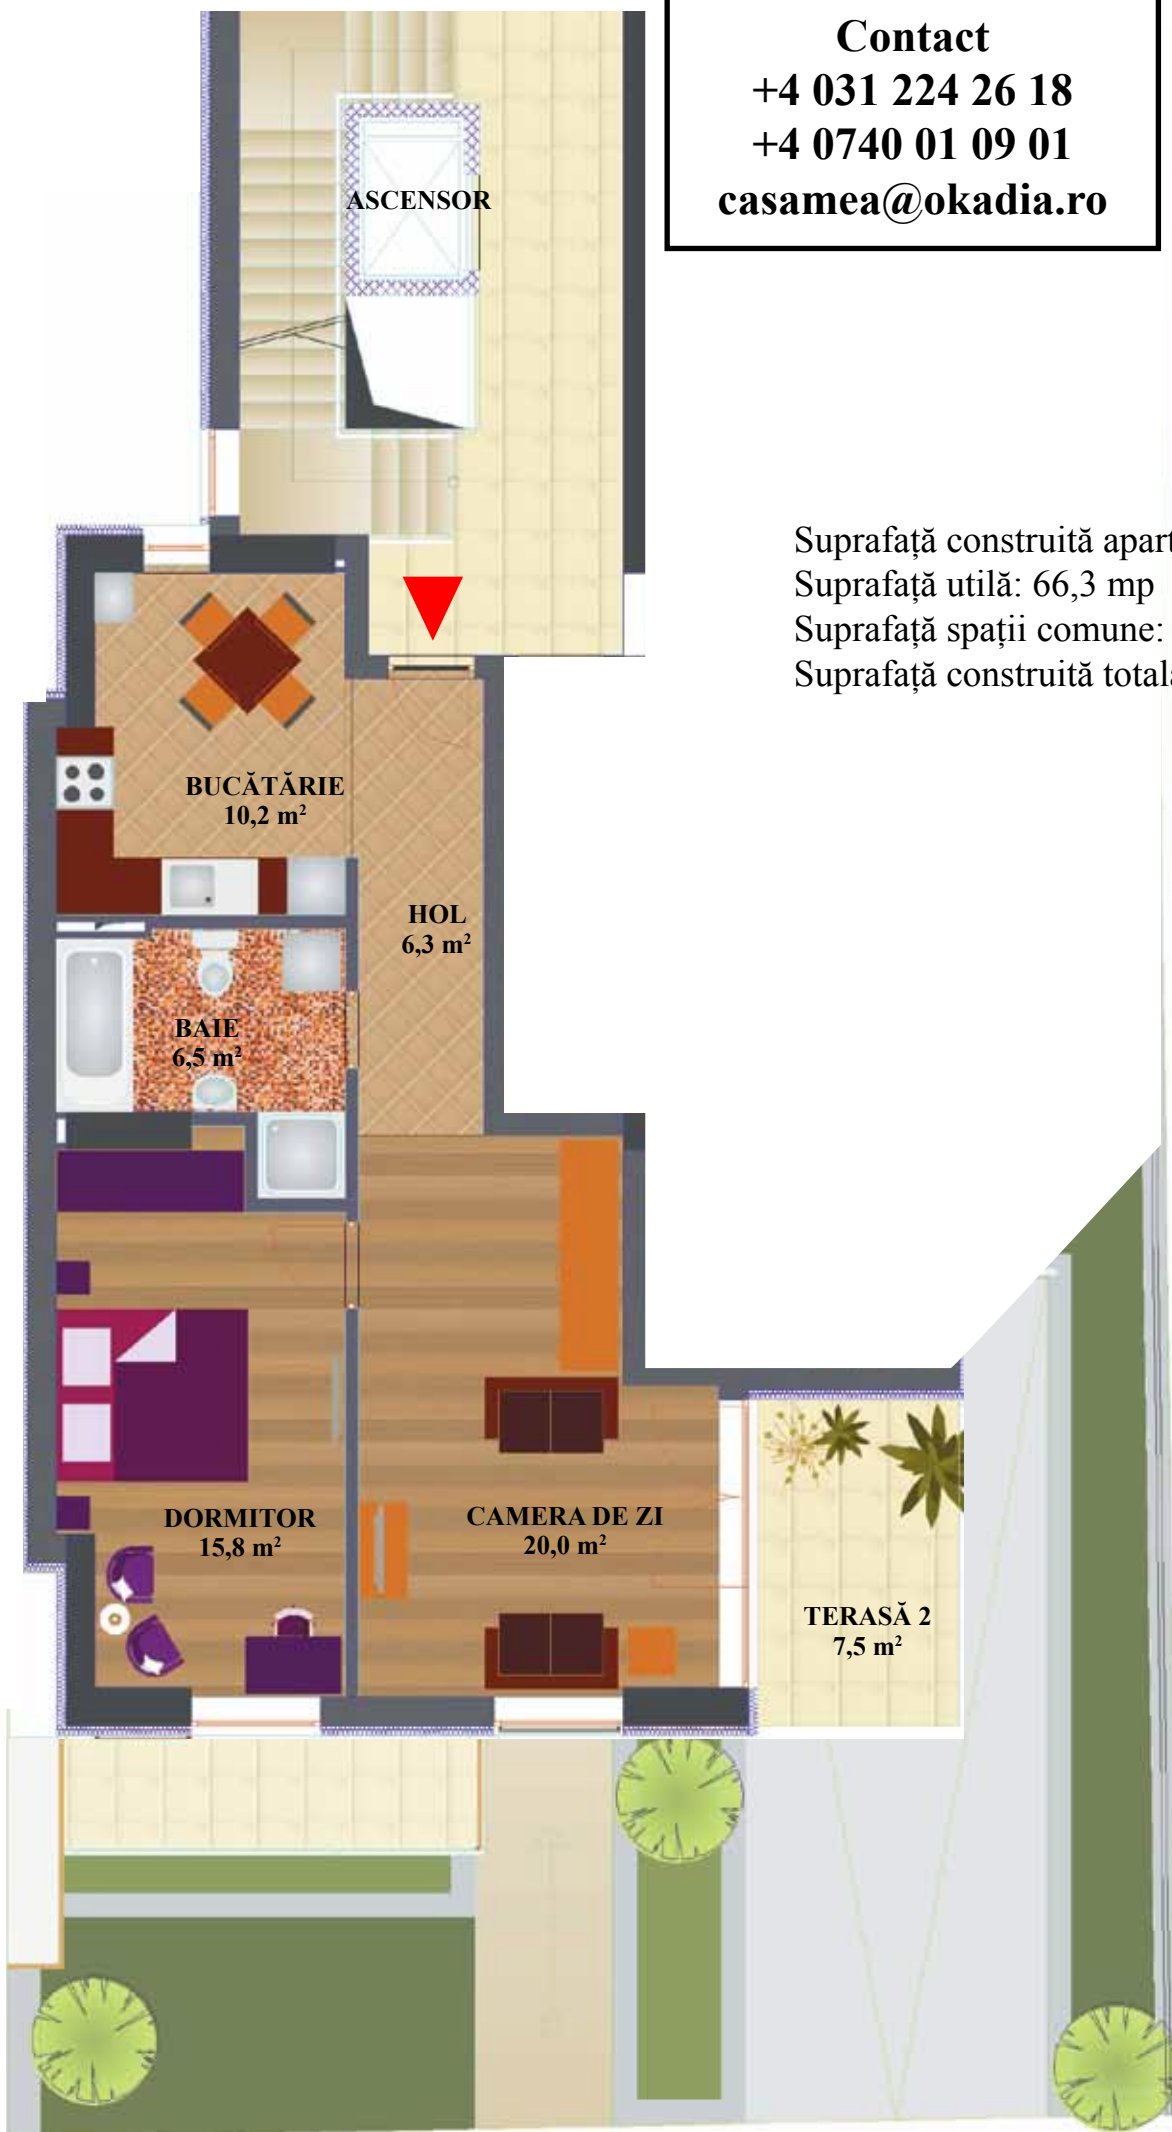 Contact
+4 031 224 26 18
+4 0740 01 09 01
casamea@okadia.ro
ASCENSOR
Suprafață construită apart
Suprafață utilă: 66,3 mp
Suprafață spații comune:
Suprafață construită total
BUCĂTĂRIE
10,2 m²
HOL
6,3 m²
BAIE
6,5 m²
DORMITOR
15,8 m²
CAMERA DE ZI
20,0 m²
TERASĂ 2
7,5 m²